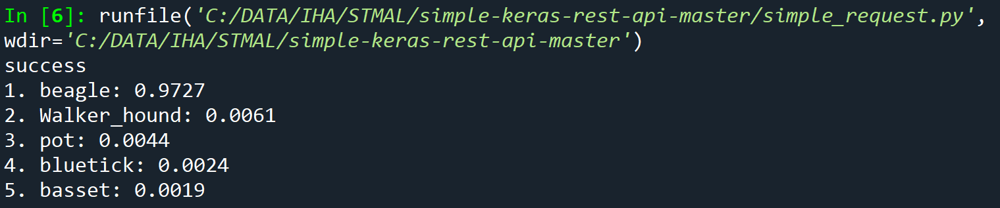 In [6]: runfile('C:/DATA/IHA/STMAL/simple-keras-rest-api-master/simple_request.py',
wdir='C:/DATA/IHA/STMAL/simple-keras-rest-api-master')
success
1. beagle: 0.9727
2. Walker_hound: 0.0061
3. pot: 0.0044
4. bluetick: 0.0024
5. basset: 0.0019